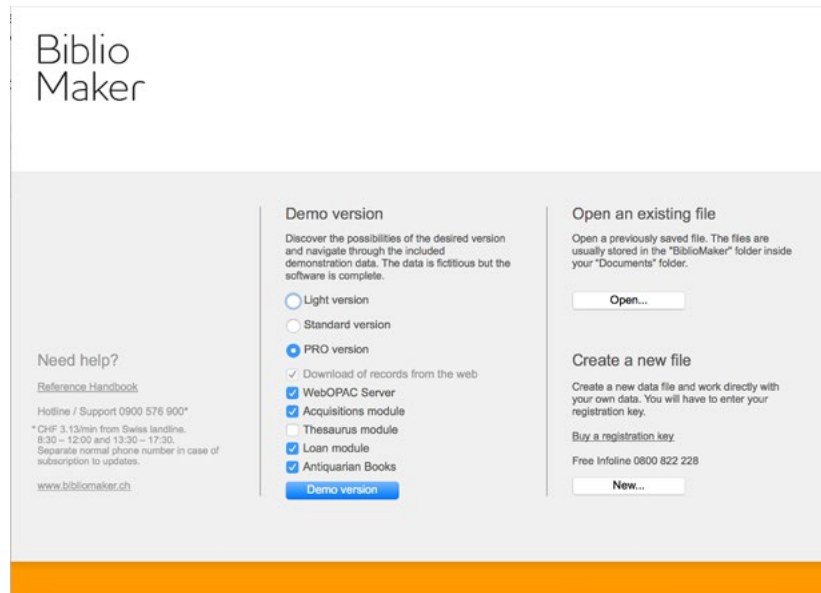 Biblio
Maker
Need help?
Reference Handbook
Hotline / Support 0900 576 900*
* CHF 3.13/min from Swiss landline.
8:30 – 12:00 and 13:30 – 17:30.
Separate normal phone number in case of
subscription to updates.
www.bibliomaker.ch
Demo version
Discover the possibilities of the desired version
and navigate through the included
demonstration data. The data is fictitious but the
software is complete.
Light version
Standard version
PRO version
Download of records from the web
WebOPAC Server
Acquisitions module
Thesaurus module
Loan module
Antiquarian Books
Demo version
Open an existing file
Open a previously saved file. The files are
usually stored in the "BiblioMaker" folder inside
your "Documents" folder.
Open...
Create a new file
Create a new data file and work directly with
your own data. You will have to enter your
registration key.
Buy a registration key
Free Infoline 0800 822 228
New...